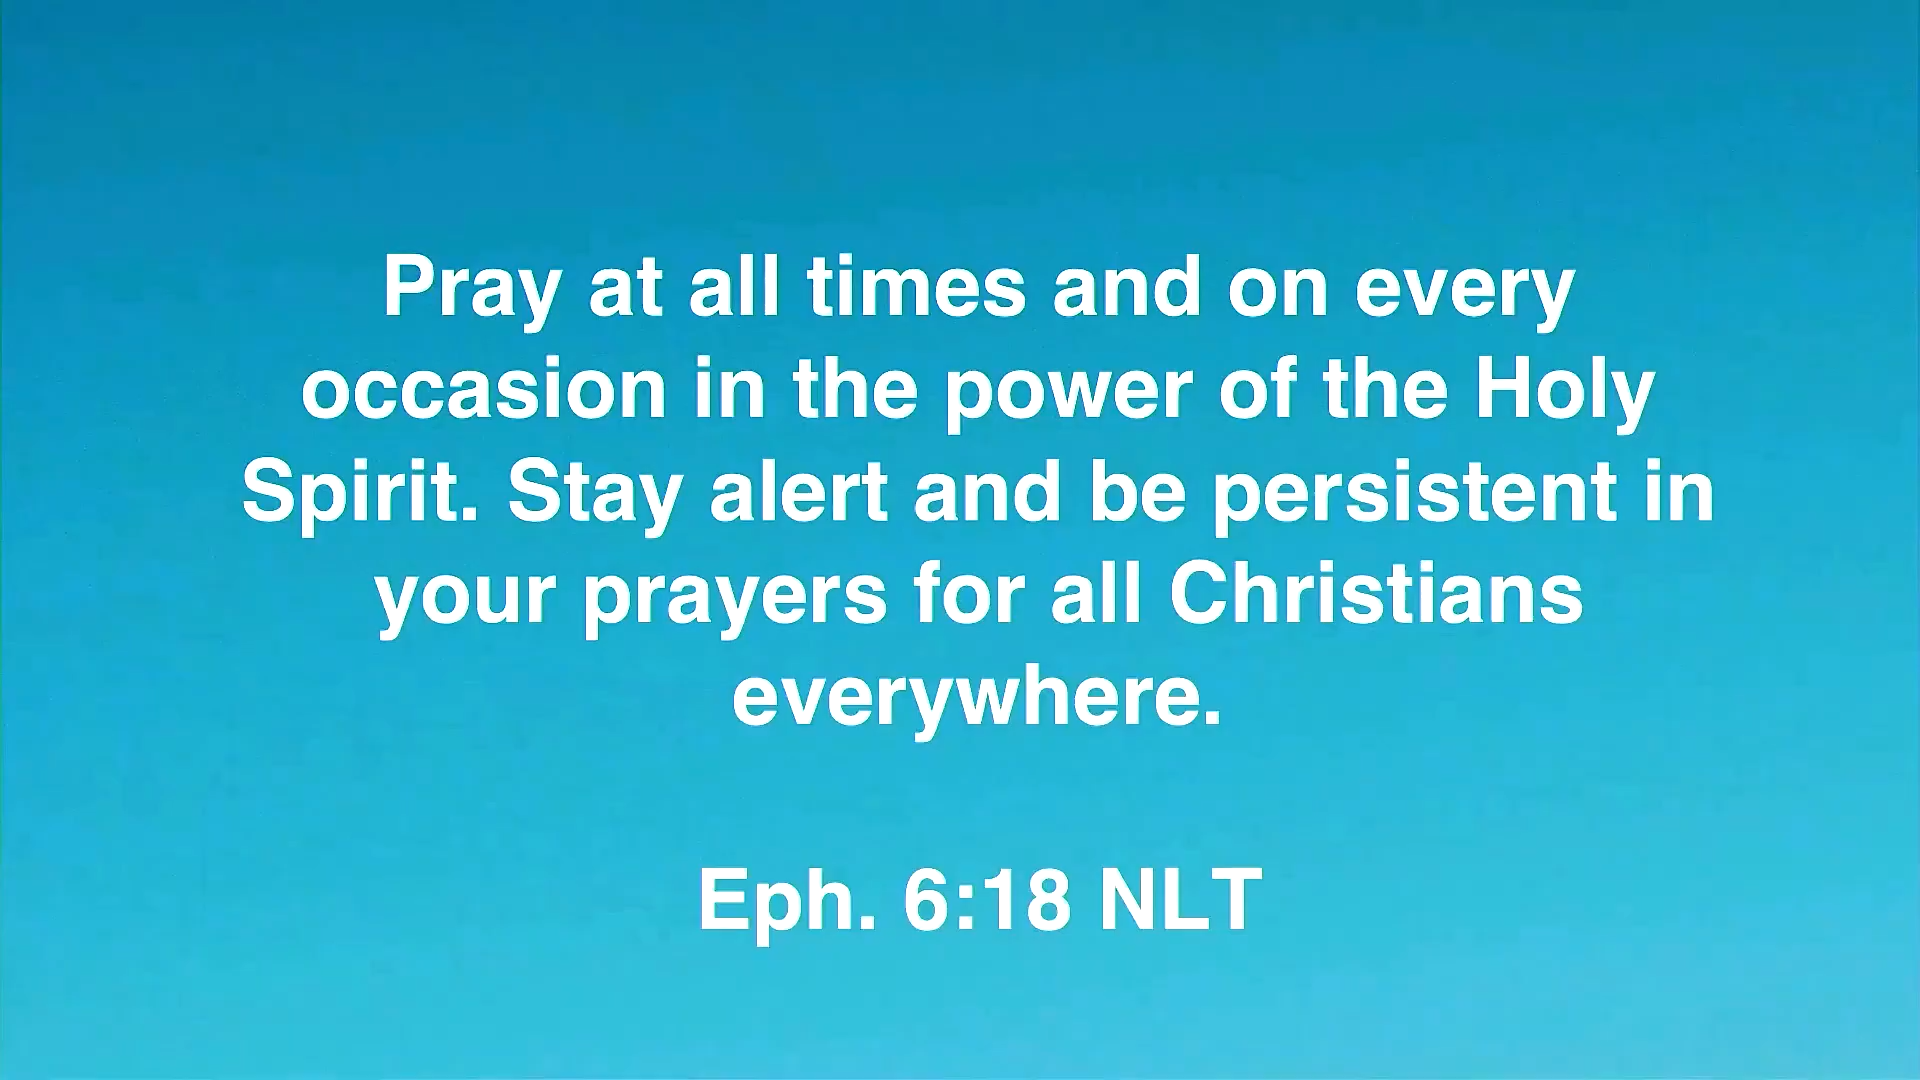 Pray at all times and on every
occasion in the power of the Holy
Spirit. Stay alert and be persistent in
your prayers for all Christians
everywhere.
Eph. 6:18 NLT